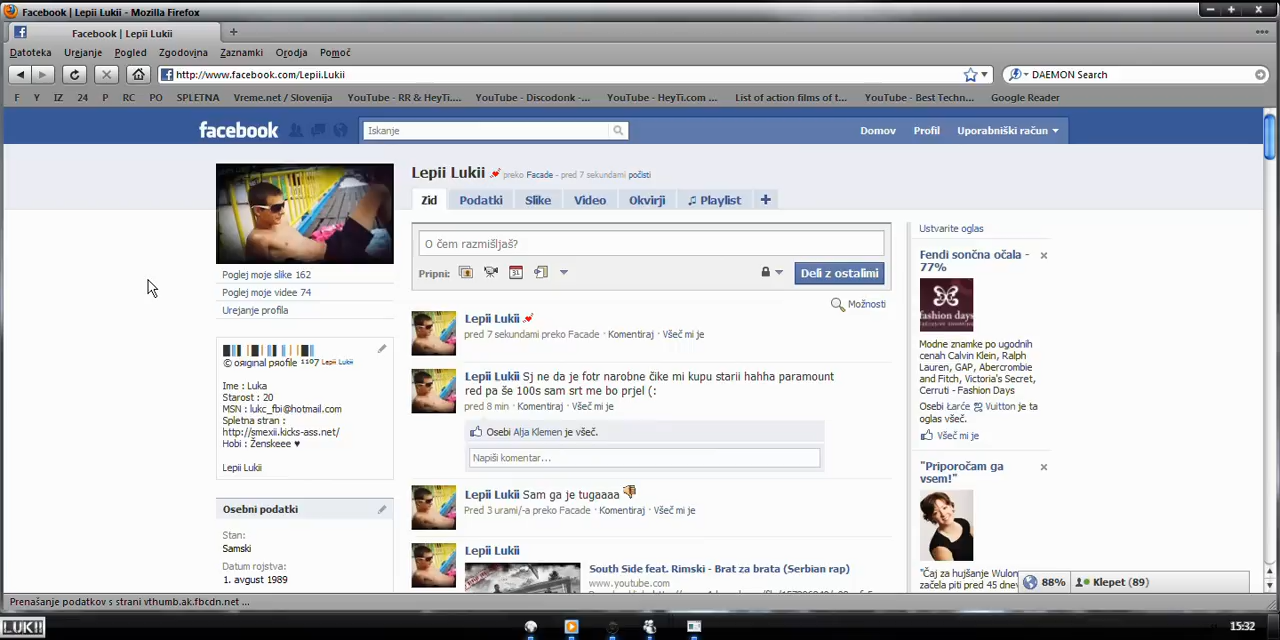 Facebook | Lepii Lukii - Mozilla Firefox
Facebook | Lepii Lukii
Datoteka Urejanje Pogled Zgodovina Zaznamki Orodja Pomoč
http://www.facebook.com/Lepii.Lukii
DAEMON Search
F Y IZ 24 P RC PO SPLETNA Vreme.net / Slovenija YouTube - RR & HeyTi.... YouTube - Discodonk -... YouTube - HeyTi.com ... List of action films of t... YouTube - Best Techn... Google Reader
facebook
Iskanje
Domov Profil Uporabniški račun
Lepii Lukii preko Facade - pred 7 sekundami počisti
Zid Podatki Slike Video Okvirji ♫ Playlist +
O čem razmišljaš?
Pripni:
31
Deli z ostalimi
Možnosti
Poglej moje slike 162
Poglej moje videe 74
Urejanje profila
© original profile 1107 Lepii Lukii
Ime : Luka
Starost : 20
MSN : lukc_fbi@hotmail.com
Spletna stran :
http://smexii.kicks-ass.net/
Hobi : Ženskeee ♥
Lepii Lukii
Osebni podatki
Stan:
Samski
Datum rojstva:
1. avgust 1989
Lepii Lukii
pred 7 sekundami preko Facade · Komentiraj · Všeč mi je
Lepii Lukii Sj ne da je fotr narobne čike mi kupu starii hahha paramount
red pa še 100s sam srt me bo prjel (:
pred 8 min · Komentiraj · Všeč mi je
Osebi Alja Klemen je všeč.
Napiši komentar...
Lepii Lukii Sam ga je tugaaaa
Pred 3 urami/-a preko Facade · Komentiraj · Všeč mi je
Lepii Lukii
South Side feat. Rimski - Brat za brata (Serbian rap)
www.youtube.com
Ustvarite oglas
Fendi sončna očala -
77%
fashion days
Modne znamke po ugodnih
cenah Calvin Klein, Ralph
Lauren, GAP, Abercrombie
and Fitch, Victoria's Secret,
Cerruti - Fashion Days
Osebi Łarće Vuitton je ta
oglas všeč.
Všeč mi je
"Priporočam ga
vsem!"
"Čaj za hujšanje Wulon
začela piti pred 45 dnev
88%
Klepet (89)
Prenašanje podatkov s strani vthumb.ak.fbcdn.net ...
LUKII
15:32